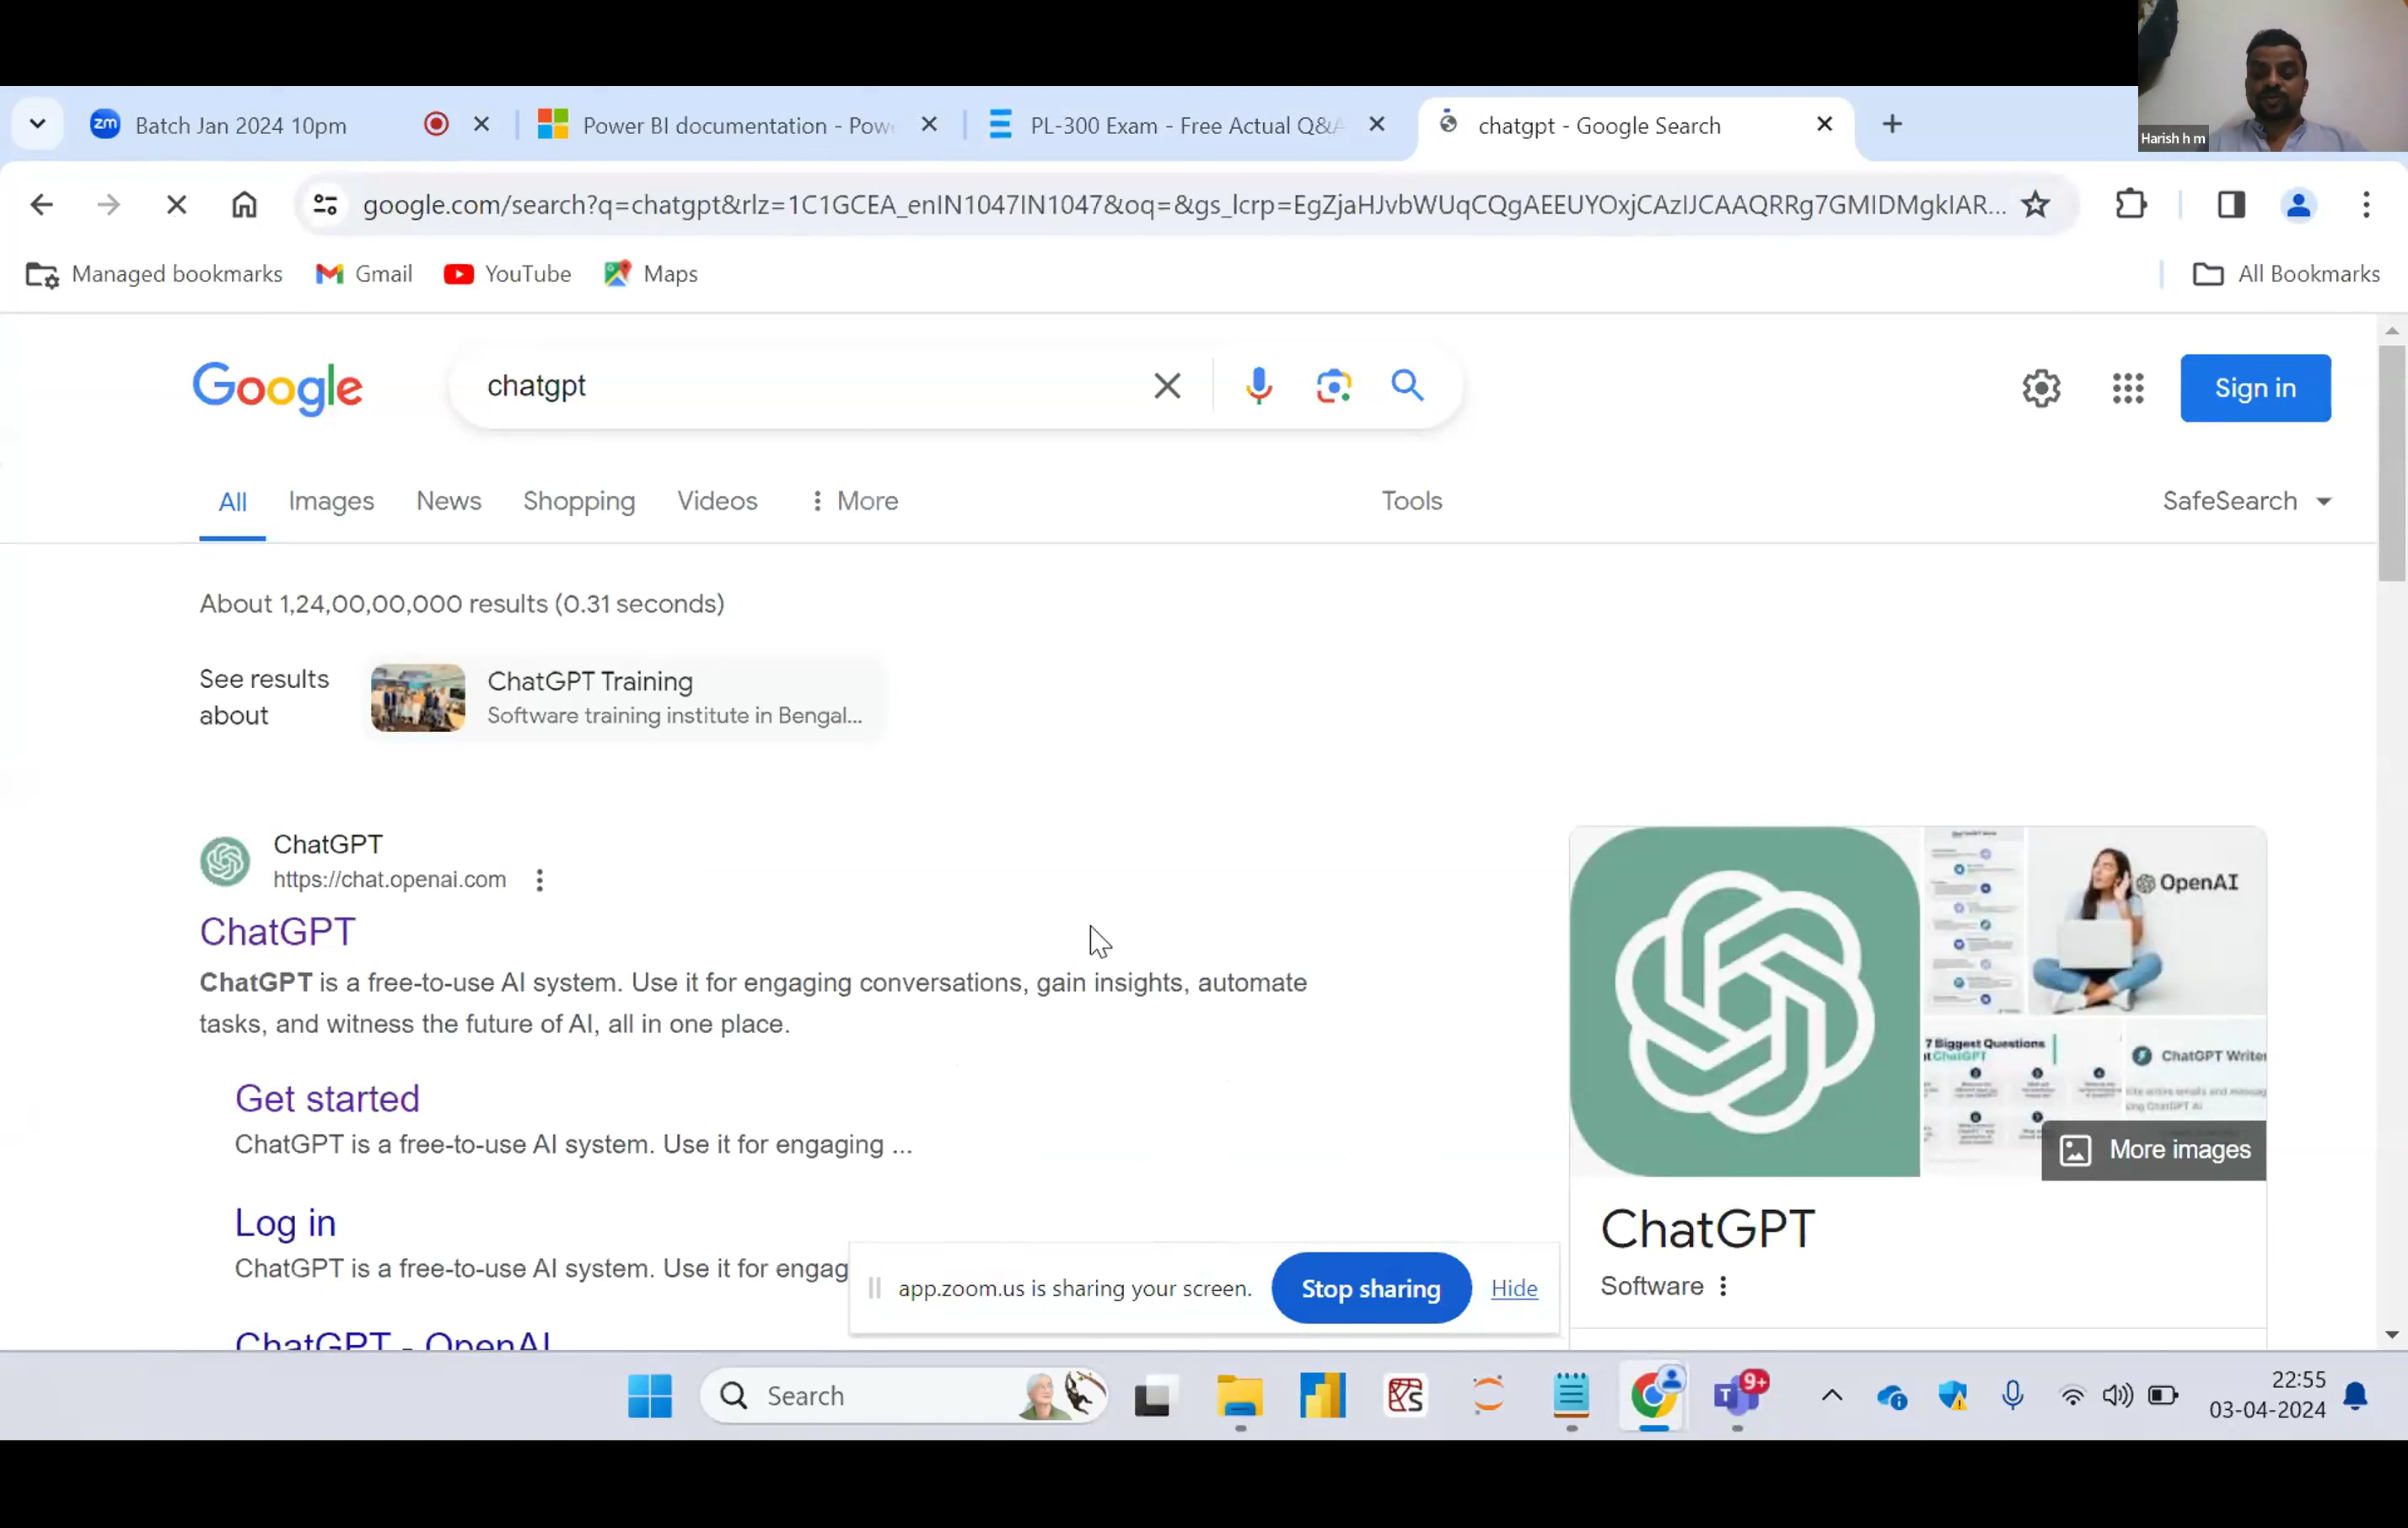 Batch Jan 2024 10pm
Power BI documentation - Pow
PL-300 Exam - Free Actual Q&A
chatgpt - Google Search
Harish h m
google.com/search?q=chatgpt&rlz=1C1GCEA_enIN1047IN1047&oq=&gs_lcrp=EgZjaHJvbWUqCQgAEEUYOxjCAzIJCAAQRRg7GMIDMgkIAR...
Managed bookmarks
Gmail
YouTube
Maps
All Bookmarks
Google
chatgpt
Sign in
All
Images
News
Shopping
Videos
More
Tools
SafeSearch
About 1,24,00,00,000 results (0.31 seconds)
See results
about
ChatGPT Training
Software training institute in Bengal...
ChatGPT
https://chat.openai.com
ChatGPT
ChatGPT is a free-to-use AI system. Use it for engaging conversations, gain insights, automate
tasks, and witness the future of AI, all in one place.
Get started
ChatGPT is a free-to-use AI system. Use it for engaging ...
Log in
ChatGPT is a free-to-use AI system. Use it for engag
ChatGPT - OpenAI
OpenAI
7 Biggest Questions
t ChatGPT
ChatGPT Writer
More images
ChatGPT
Software
app.zoom.us is sharing your screen.
Stop sharing
Hide
Search
9+
22:55
03-04-2024